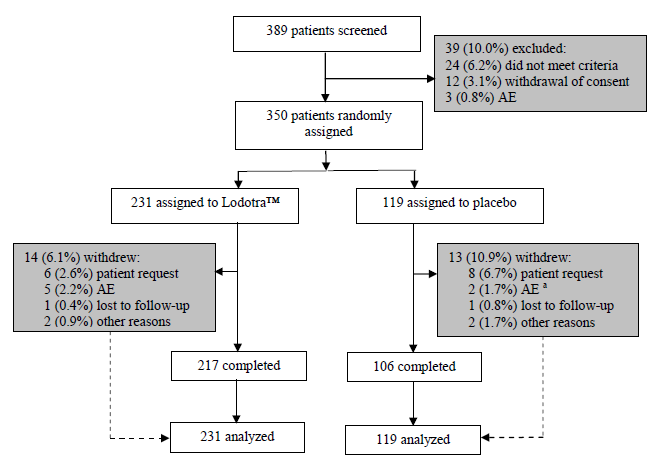 389 patients screened
39 (10.0%) excluded:
24 (6.2%) did not meet criteria
12 (3.1%) withdrawal of consent
3 (0.8%) AE
350 patients randomly
assigned
231 assigned to Lodotra™
119 assigned to placebo
14 (6.1%) withdrew:
6 (2.6%) patient request
5 (2.2%) AE
1 (0.4%) lost to follow-up
2 (0.9%) other reasons
13 (10.9%) withdrew:
8 (6.7%) patient request
2 (1.7%) AE ª
1 (0.8%) lost to follow-up
2 (1.7%) other reasons
217 completed
106 completed
231 analyzed
119 analyzed